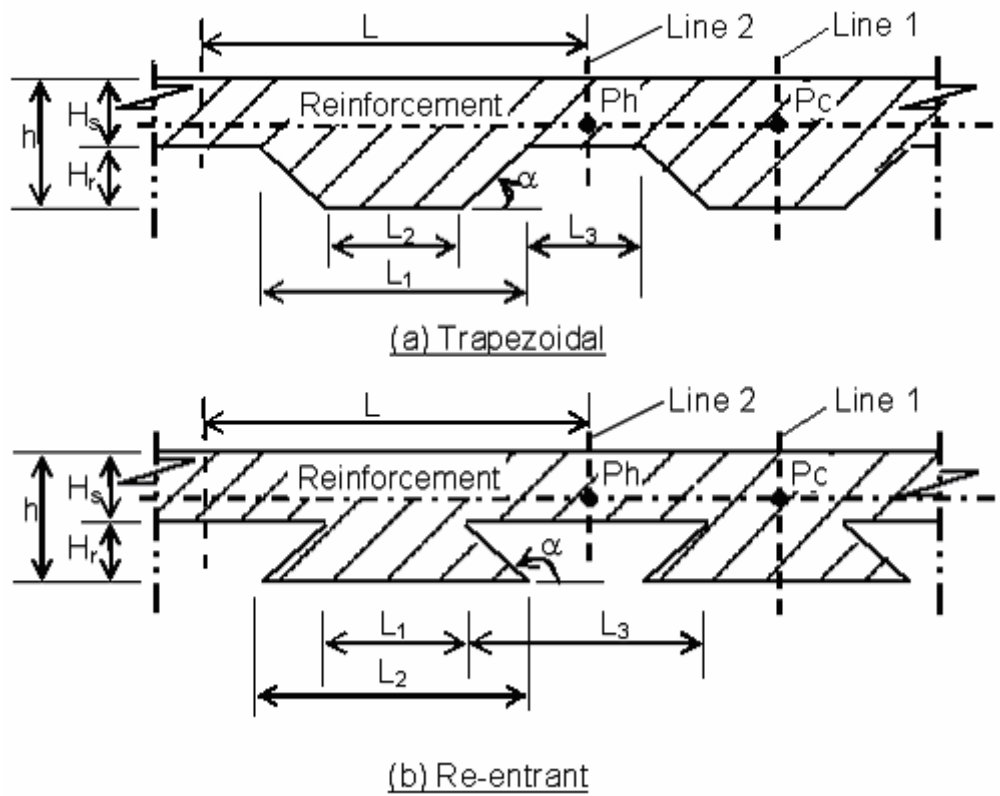 L
Line 2
Line 1
Reinforcement
Ph
Pc
h
Hs
Hr
α
L2
L3
L1
(a) Trapezoidal
L
Line 2
Line 1
Reinforcement
Ph
Pc
h
Hs
Hr
α
L1
L3
L2
(b) Re-entrant